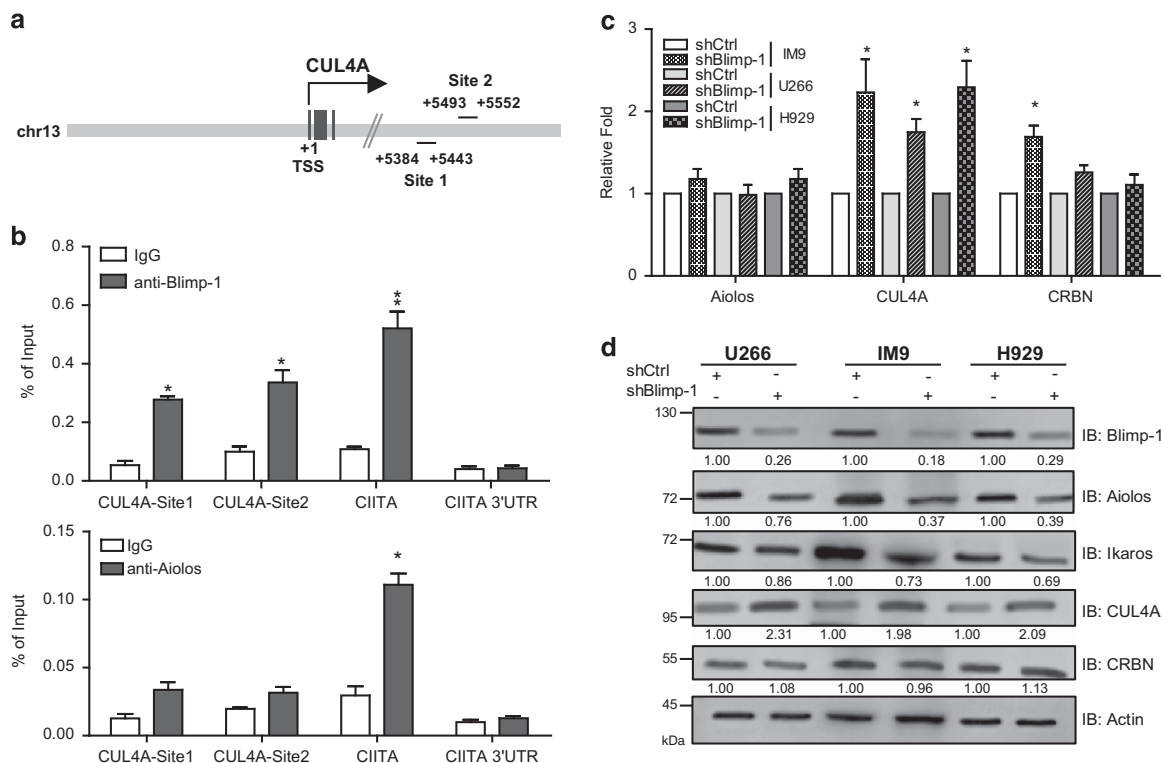 a
CUL4A
Site 2
+5493 +5552
chr13
+1
TSS
+5384 +5443
Site 1
b
0.8
0.6
0.4
0.2
0.0
% of Input
IgG
anti-Blimp-1
*
*
**
CUL4A-Site1 CUL4A-Site2 CIITA CIITA 3'UTR
0.15
0.10
0.05
0.00
% of Input
IgG
anti-Aiolos
*
CUL4A-Site1 CUL4A-Site2 CIITA CIITA 3'UTR
c
3
2
1
0
Relative Fold
shCtrl
shBlimp-1 IM9
shCtrl
shBlimp-1 U266
shCtrl
shBlimp-1 H929
* * * *
Aiolos CUL4A CRBN
d
U266 IM9 H929
shCtrl + - + - + -
shBlimp-1 - + - + - +
130
IB: Blimp-1
1.00 0.26 1.00 0.18 1.00 0.29
72
IB: Aiolos
1.00 0.76 1.00 0.37 1.00 0.39
72
IB: Ikaros
1.00 0.86 1.00 0.73 1.00 0.69
95
IB: CUL4A
1.00 2.31 1.00 1.98 1.00 2.09
55
IB: CRBN
1.00 1.08 1.00 0.96 1.00 1.13
45
IB: Actin
kDa